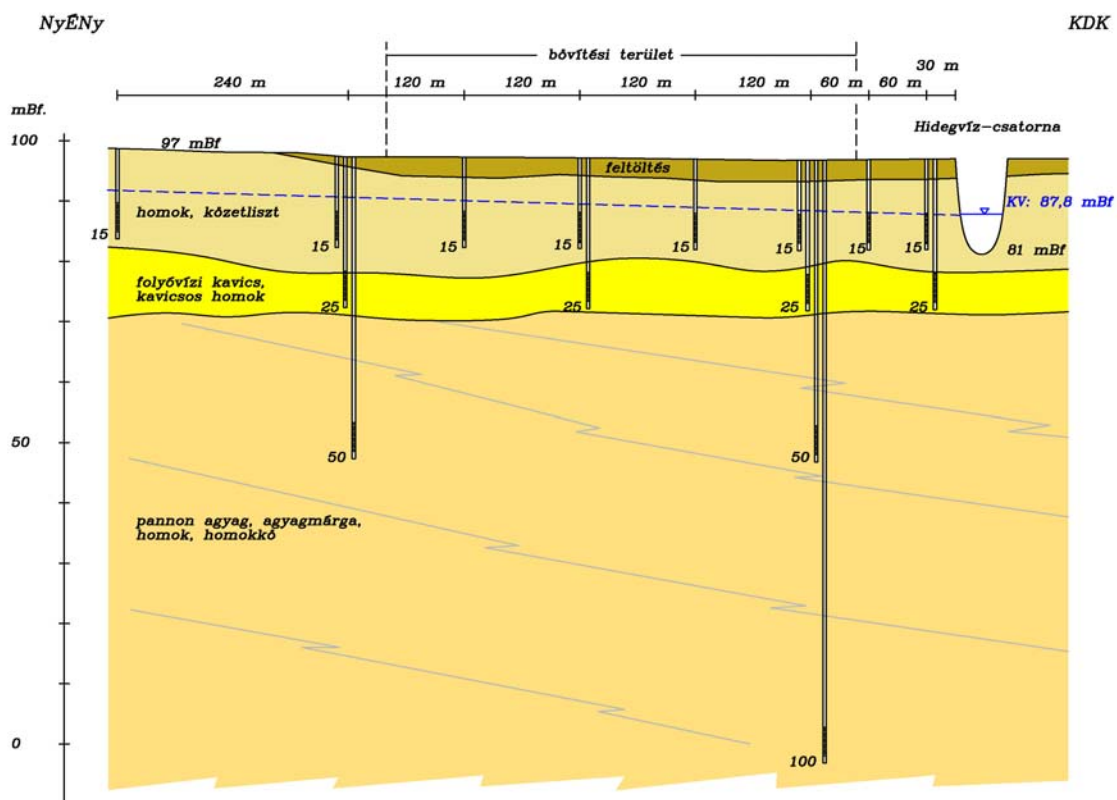 NyÉNy
KDK
bővítési terület
30 m
240 m 120 m 120 m 120 m 120 m 60 m 60 m
mBf.
Hidegvíz-csatorna
100
97 mBf
feltöltés
KV: 87,8 mBf
homok, kőzetliszt
15 15 15 15 15 15 15 15
81 mBf
folyóvízi kavics,
kavicsos homok
25 25 25 25
50
50 50
pannon agyag, agyagmárga,
homok, homokkő
0
100